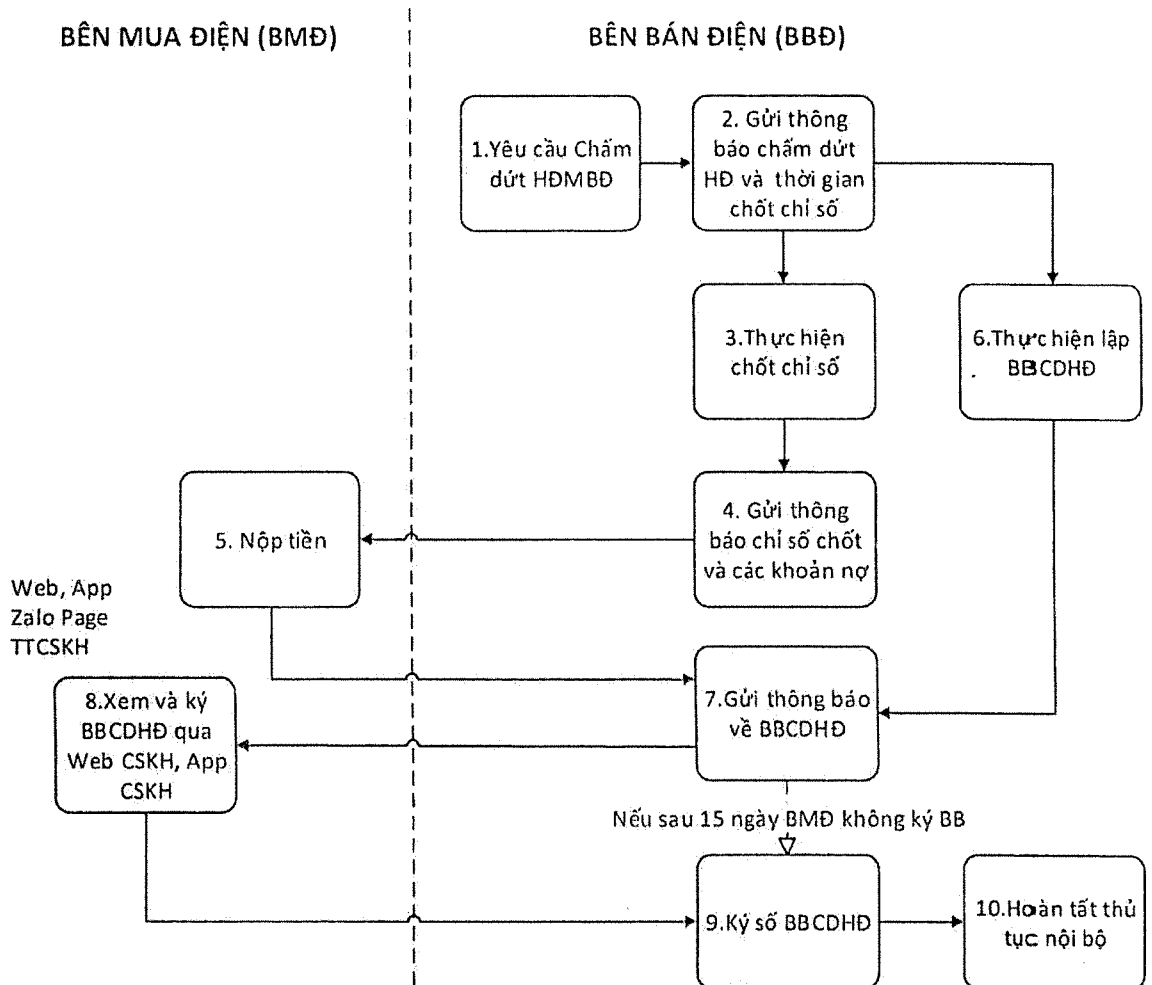 BÊN MUA ĐIỆN (BMĐ)
BÊN BÁN ĐIỆN (BBĐ)
1.Yêu cầu Chấm
dứt HĐMBĐ
2. Gửi thông
báo chấm dứt
HĐ và thời gian
chốt chỉ số
3.Thực hiện
chốt chỉ số
6.Thực hiện lập
BBCDHĐ
4. Gửi thông
báo chỉ số chốt
và các khoản nợ
5. Nộp tiền
Web, App
Zalo Page
TTCSKH
7.Gửi thông báo
về BBCDHĐ
8.Xem và ký
BBCDHĐ qua
Web CSKH, App
CSKH
Nếu sau 15 ngày BMĐ không ký BB
9.Ký số BBCDHĐ
10.Hoàn tất thủ
tục nội bộ